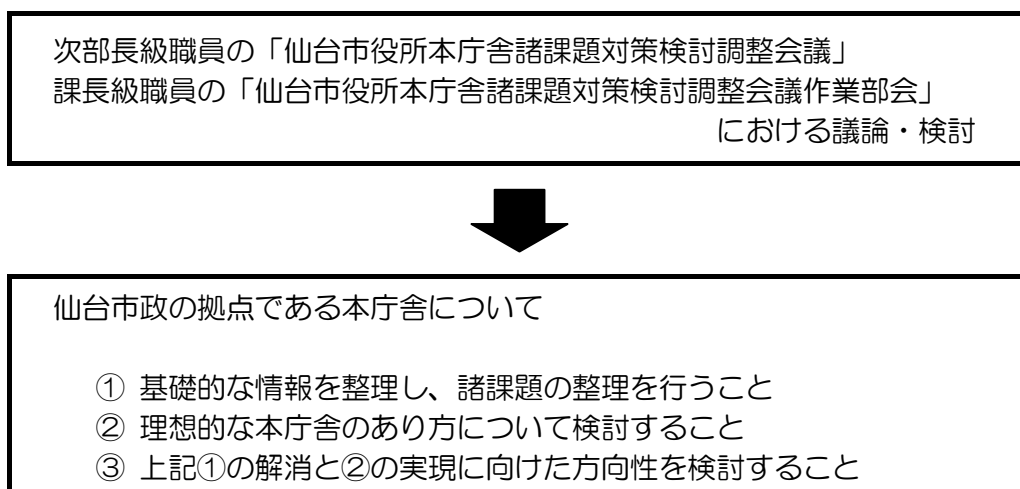 次部長級職員の「仙台市役所本庁舎諸課題対策検討調整会議」
課長級職員の「仙台市役所本庁舎諸課題対策検討調整会議作業部会」
における議論・検討
仙台市政の拠点である本庁舎について
① 基礎的な情報を整理し、諸課題の整理を行うこと
② 理想的な本庁舎のあり方について検討すること
③ 上記①の解消と②の実現に向けた方向性を検討すること